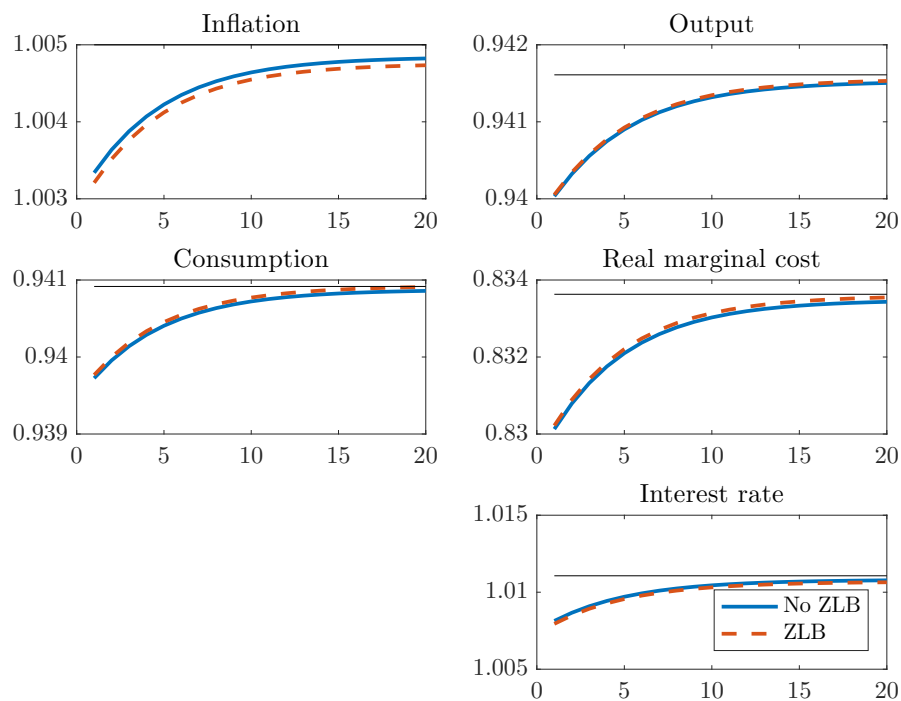 Inflation
1.005
1.004
1.003
0 5 10 15 20
Output
0.942
0.941
0.94
0 5 10 15 20
Consumption
0.941
0.94
0.939
0 5 10 15 20
Real marginal cost
0.834
0.832
0.83
0 5 10 15 20
Interest rate
1.015
1.01
1.005
0 5 10 15 20
No ZLB
ZLB